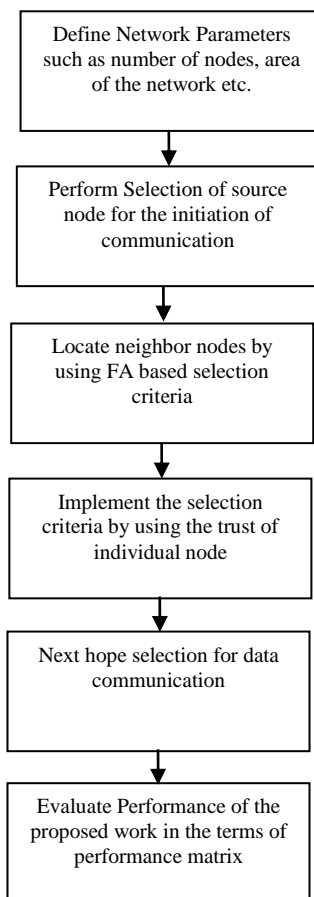 Define Network Parameters
such as number of nodes, area
of the network etc.
Perform Selection of source
node for the initiation of
communication
Locate neighbor nodes by
using FA based selection
criteria
Implement the selection
criteria by using the trust of
individual node
Next hope selection for data
communication
Evaluate Performance of the
proposed work in the terms of
performance matrix